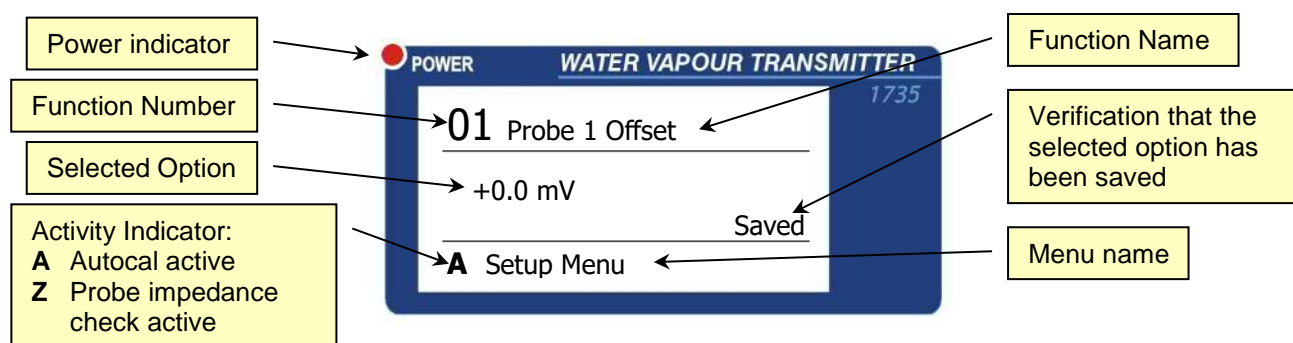 Power indicator
Function Number
Selected Option
Activity Indicator:
A Autocal active
Z Probe impedance
check active
POWER WATER VAPOUR TRANSMITTER
1735
01 Probe 1 Offset
+0.0 mV
Saved
A Setup Menu
Function Name
Verification that the
selected option has
been saved
Menu name